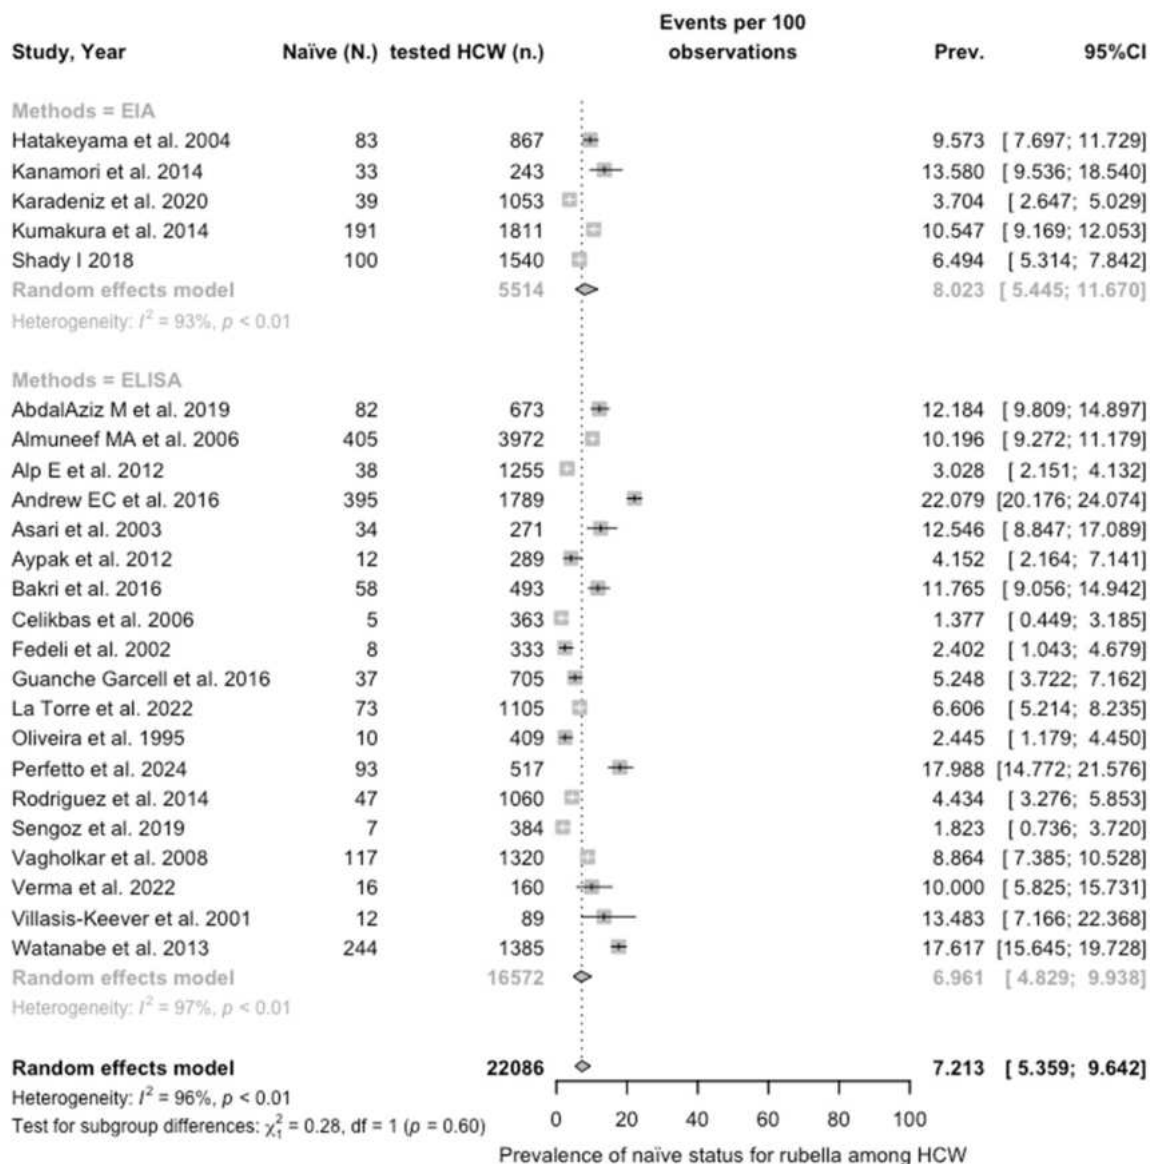 Events per 100
Study, Year Naïve (N.) tested HCW (n.) observations Prev. 95%CI
Methods = EIA
Hatakeyama et al. 2004 83 867 9.573 [ 7.697; 11.729]
Kanamori et al. 2014 33 243 13.580 [ 9.536; 18.540]
Karadeniz et al. 2020 39 1053 3.704 [ 2.647; 5.029]
Kumakura et al. 2014 191 1811 10.547 [ 9.169; 12.053]
Shady I 2018 100 1540 6.494 [ 5.314; 7.842]
Random effects model 5514 8.023 [ 5.445; 11.670]
Heterogeneity: I² = 93%, p < 0.01
Methods = ELISA
AbdalAziz M et al. 2019 82 673 12.184 [ 9.809; 14.897]
Almuneef MA et al. 2006 405 3972 10.196 [ 9.272; 11.179]
Alp E et al. 2012 38 1255 3.028 [ 2.151; 4.132]
Andrew EC et al. 2016 395 1789 22.079 [20.176; 24.074]
Asari et al. 2003 34 271 12.546 [ 8.847; 17.089]
Aypak et al. 2012 12 289 4.152 [ 2.164; 7.141]
Bakri et al. 2016 58 493 11.765 [ 9.056; 14.942]
Celikbas et al. 2006 5 363 1.377 [ 0.449; 3.185]
Fedeli et al. 2002 8 333 2.402 [ 1.043; 4.679]
Guanche Garcell et al. 2016 37 705 5.248 [ 3.722; 7.162]
La Torre et al. 2022 73 1105 6.606 [ 5.214; 8.235]
Oliveira et al. 1995 10 409 2.445 [ 1.179; 4.450]
Perfetto et al. 2024 93 517 17.988 [14.772; 21.576]
Rodriguez et al. 2014 47 1060 4.434 [ 3.276; 5.853]
Sengoz et al. 2019 7 384 1.823 [ 0.736; 3.720]
Vagholkar et al. 2008 117 1320 8.864 [ 7.385; 10.528]
Verma et al. 2022 16 160 10.000 [ 5.825; 15.731]
Villasis-Keever et al. 2001 12 89 13.483 [ 7.166; 22.368]
Watanabe et al. 2013 244 1385 17.617 [15.645; 19.728]
Random effects model 16572 6.961 [ 4.829; 9.938]
Heterogeneity: I² = 97%, p < 0.01
Random effects model 22086 7.213 [ 5.359; 9.642]
Heterogeneity: I² = 96%, p < 0.01
Test for subgroup differences: χ²₁ = 0.28, df = 1 (p = 0.60)
0 20 40 60 80 100
Prevalence of naïve status for rubella among HCW